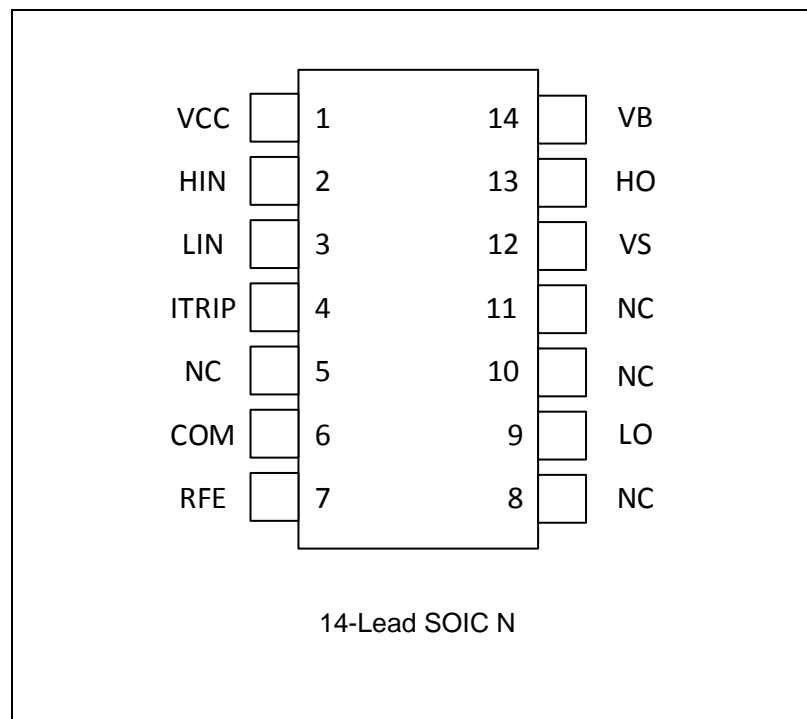 VCC 1 14 VB
HIN 2 13 HO
LIN 3 12 VS
ITRIP 4 11 NC
NC 5 10 NC
COM 6 9 LO
RFE 7 8 NC
14-Lead SOIC N